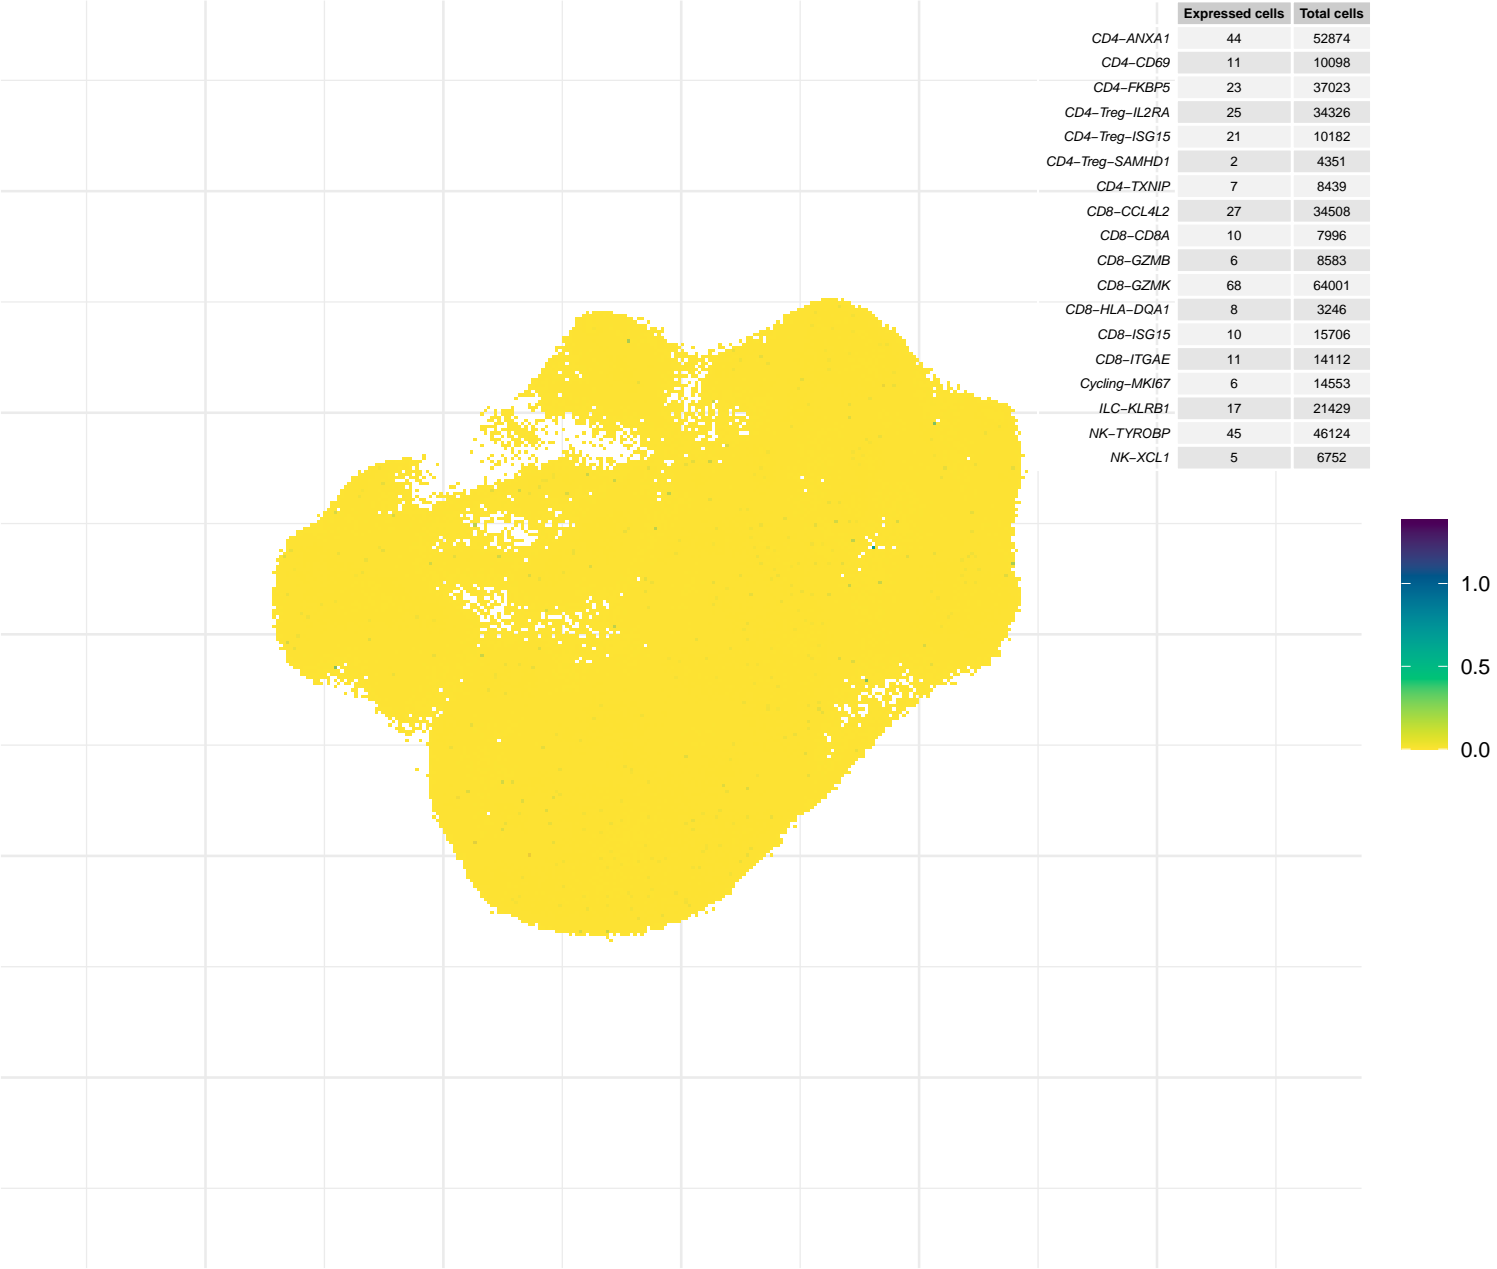 Expressed cells Total cells
CD4−ANXA1 44 52874
CD4−CD69 11 10098
CD4−FKBP5 23 37023
CD4−Treg−IL2RA 25 34326
CD4−Treg−ISG15 21 10182
CD4−Treg−SAMHD1 2 4351
CD4−TXNIP 7 8439
CD8−CCL4L2 27 34508
CD8−CD8A 10 7996
CD8−GZMB 6 8583
CD8−GZMK 68 64001
CD8−HLA−DQA1 8 3246
CD8−ISG15 10 15706
CD8−ITGAE 11 14112
Cycling−MKI67 6 14553
ILC−KLRB1 17 21429
NK−TYROBP 45 46124
NK−XCL1 5 6752
1.0
0.5
0.0